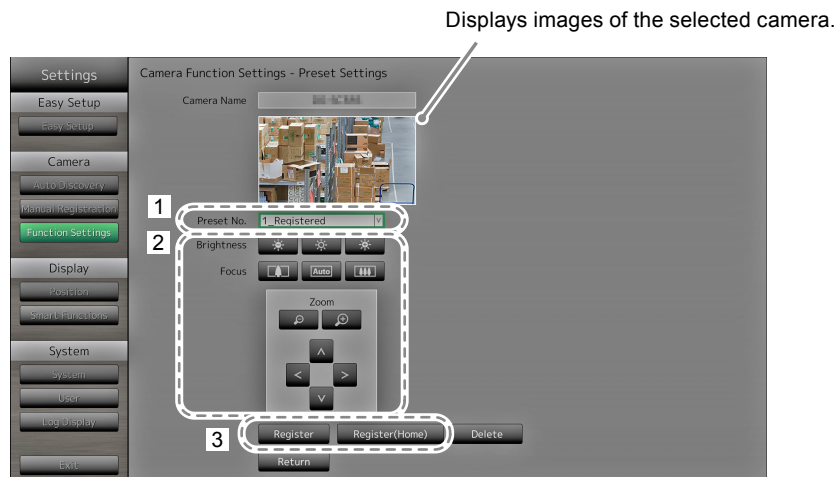 Displays images of the selected camera.
Settings
Easy Setup
Easy Setup
Camera
Auto Discovery
Manual Registration
Function Settings
Display
Position
Smart Functions
System
System
User
Log Display
Exit
Camera Function Settings - Preset Settings
Camera Name
1
Preset No. 1_Registered
2
Brightness
Focus Auto
Zoom
3
Register Register(Home) Delete
Return